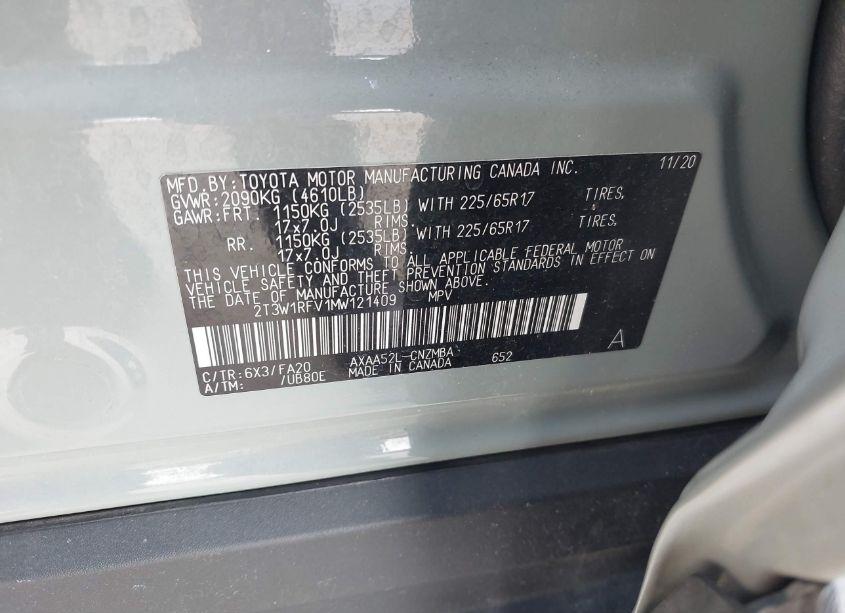 MFD.BY:TOYOTA MOTOR MANUFACTURING CANADA INC. 11/20
GVWR:2090KG (4610LB)
GAWR:FRT. 1150KG (2535LB) WITH 225/65R17 TIRES,
17x7.0J RIMS
RR. 1150KG (2535LB) WITH 225/65R17 TIRES,
17x7.0J RIMS
THIS VEHICLE CONFORMS TO ALL APPLICABLE FEDERAL MOTOR
VEHICLE SAFETY AND THEFT PREVENTION STANDARDS IN EFFECT ON
THE DATE OF MANUFACTURE SHOWN ABOVE.
2T3W1RFV1MW121409 MPV
C/TR:6X3/FA20 AXAA52L-CNZMBA 652 A
A/TM: /UB80E MADE IN CANADA